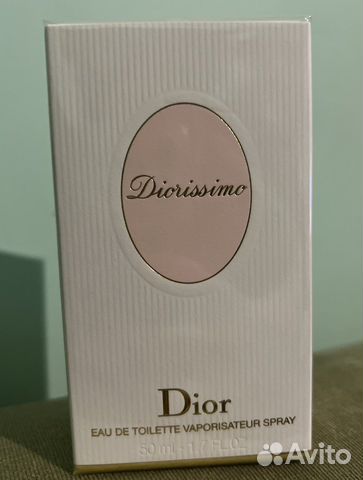 Diorissimo
Dior
EAU DE TOILETTE VAPORISATEUR SPRAY
50 ml - 1.7 FL.OZ
Avito